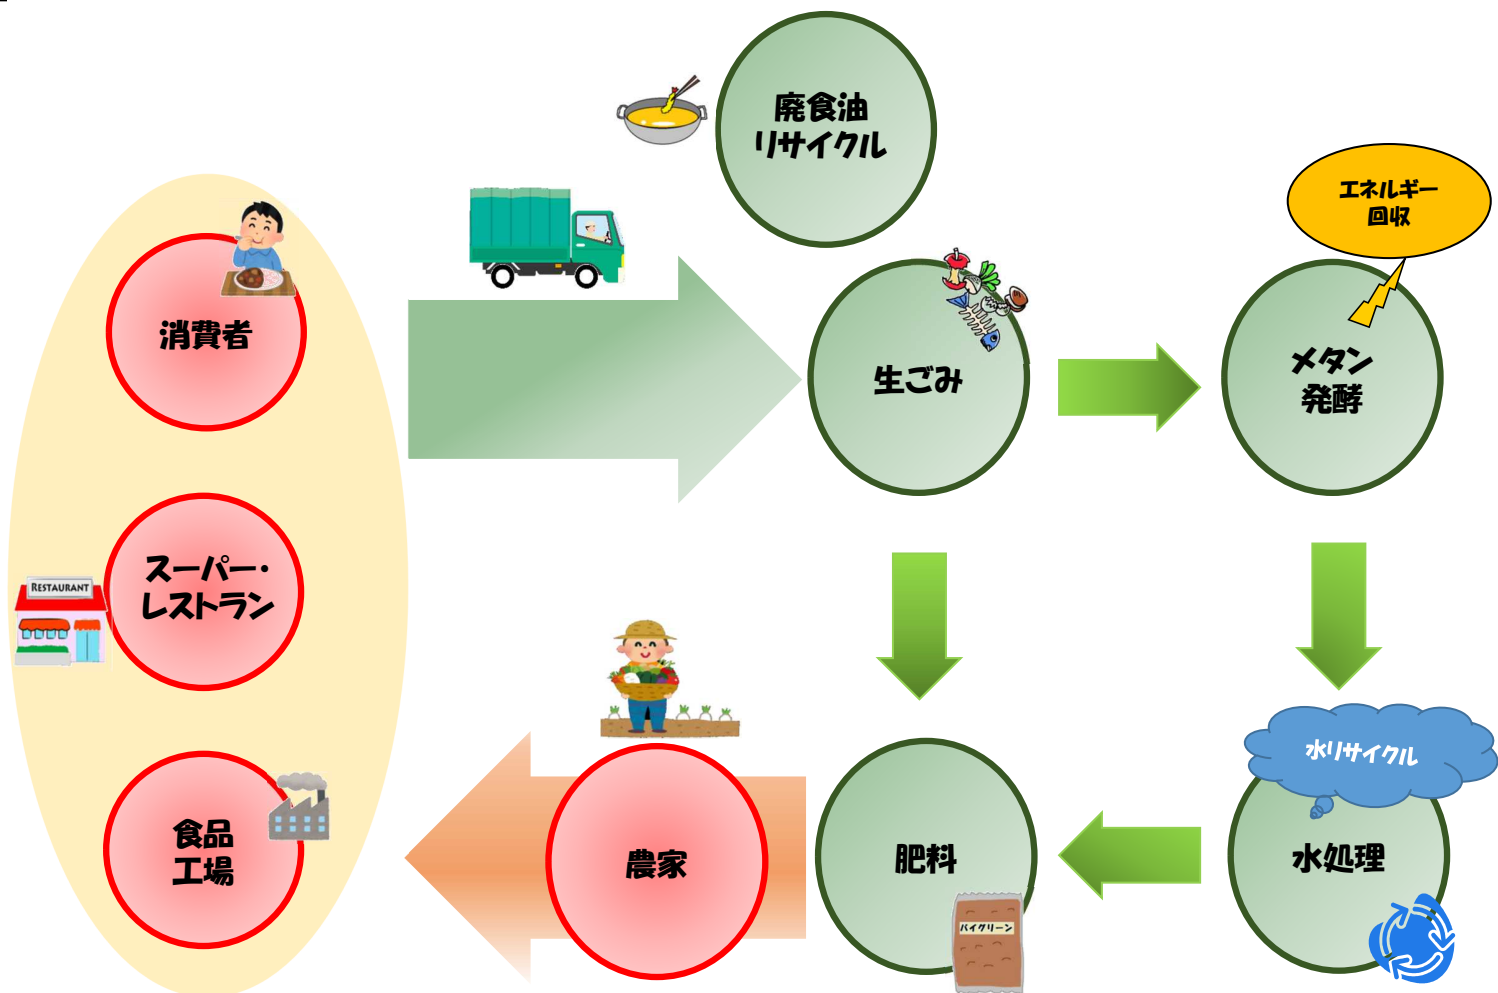 廃食油
リサイクル
エネルギー
回収
消費者
生ごみ
メタン
発酵
スーパー・
レストラン
RESTAURANT
水リサイクル
食品
工場
農家
肥料
水処理
バイグリーン